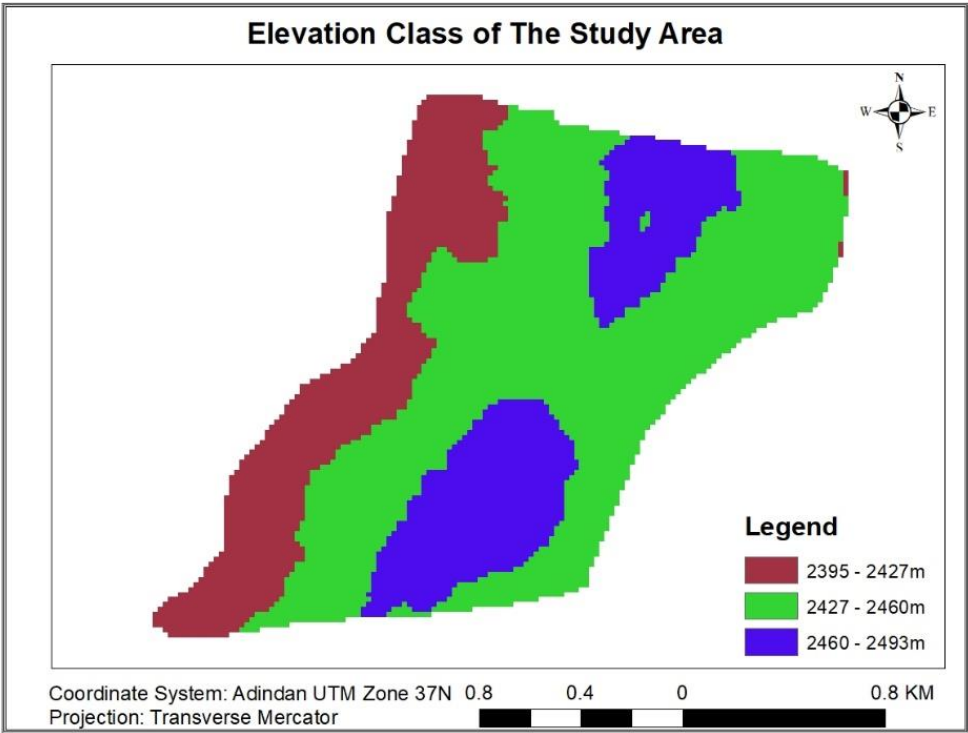 Elevation Class of The Study Area
N
W E
S
Legend
2395 - 2427m
2427 - 2460m
2460 - 2493m
Coordinate System: Adindan UTM Zone 37N 0.8 0.4 0 0.8 KM
Projection: Transverse Mercator